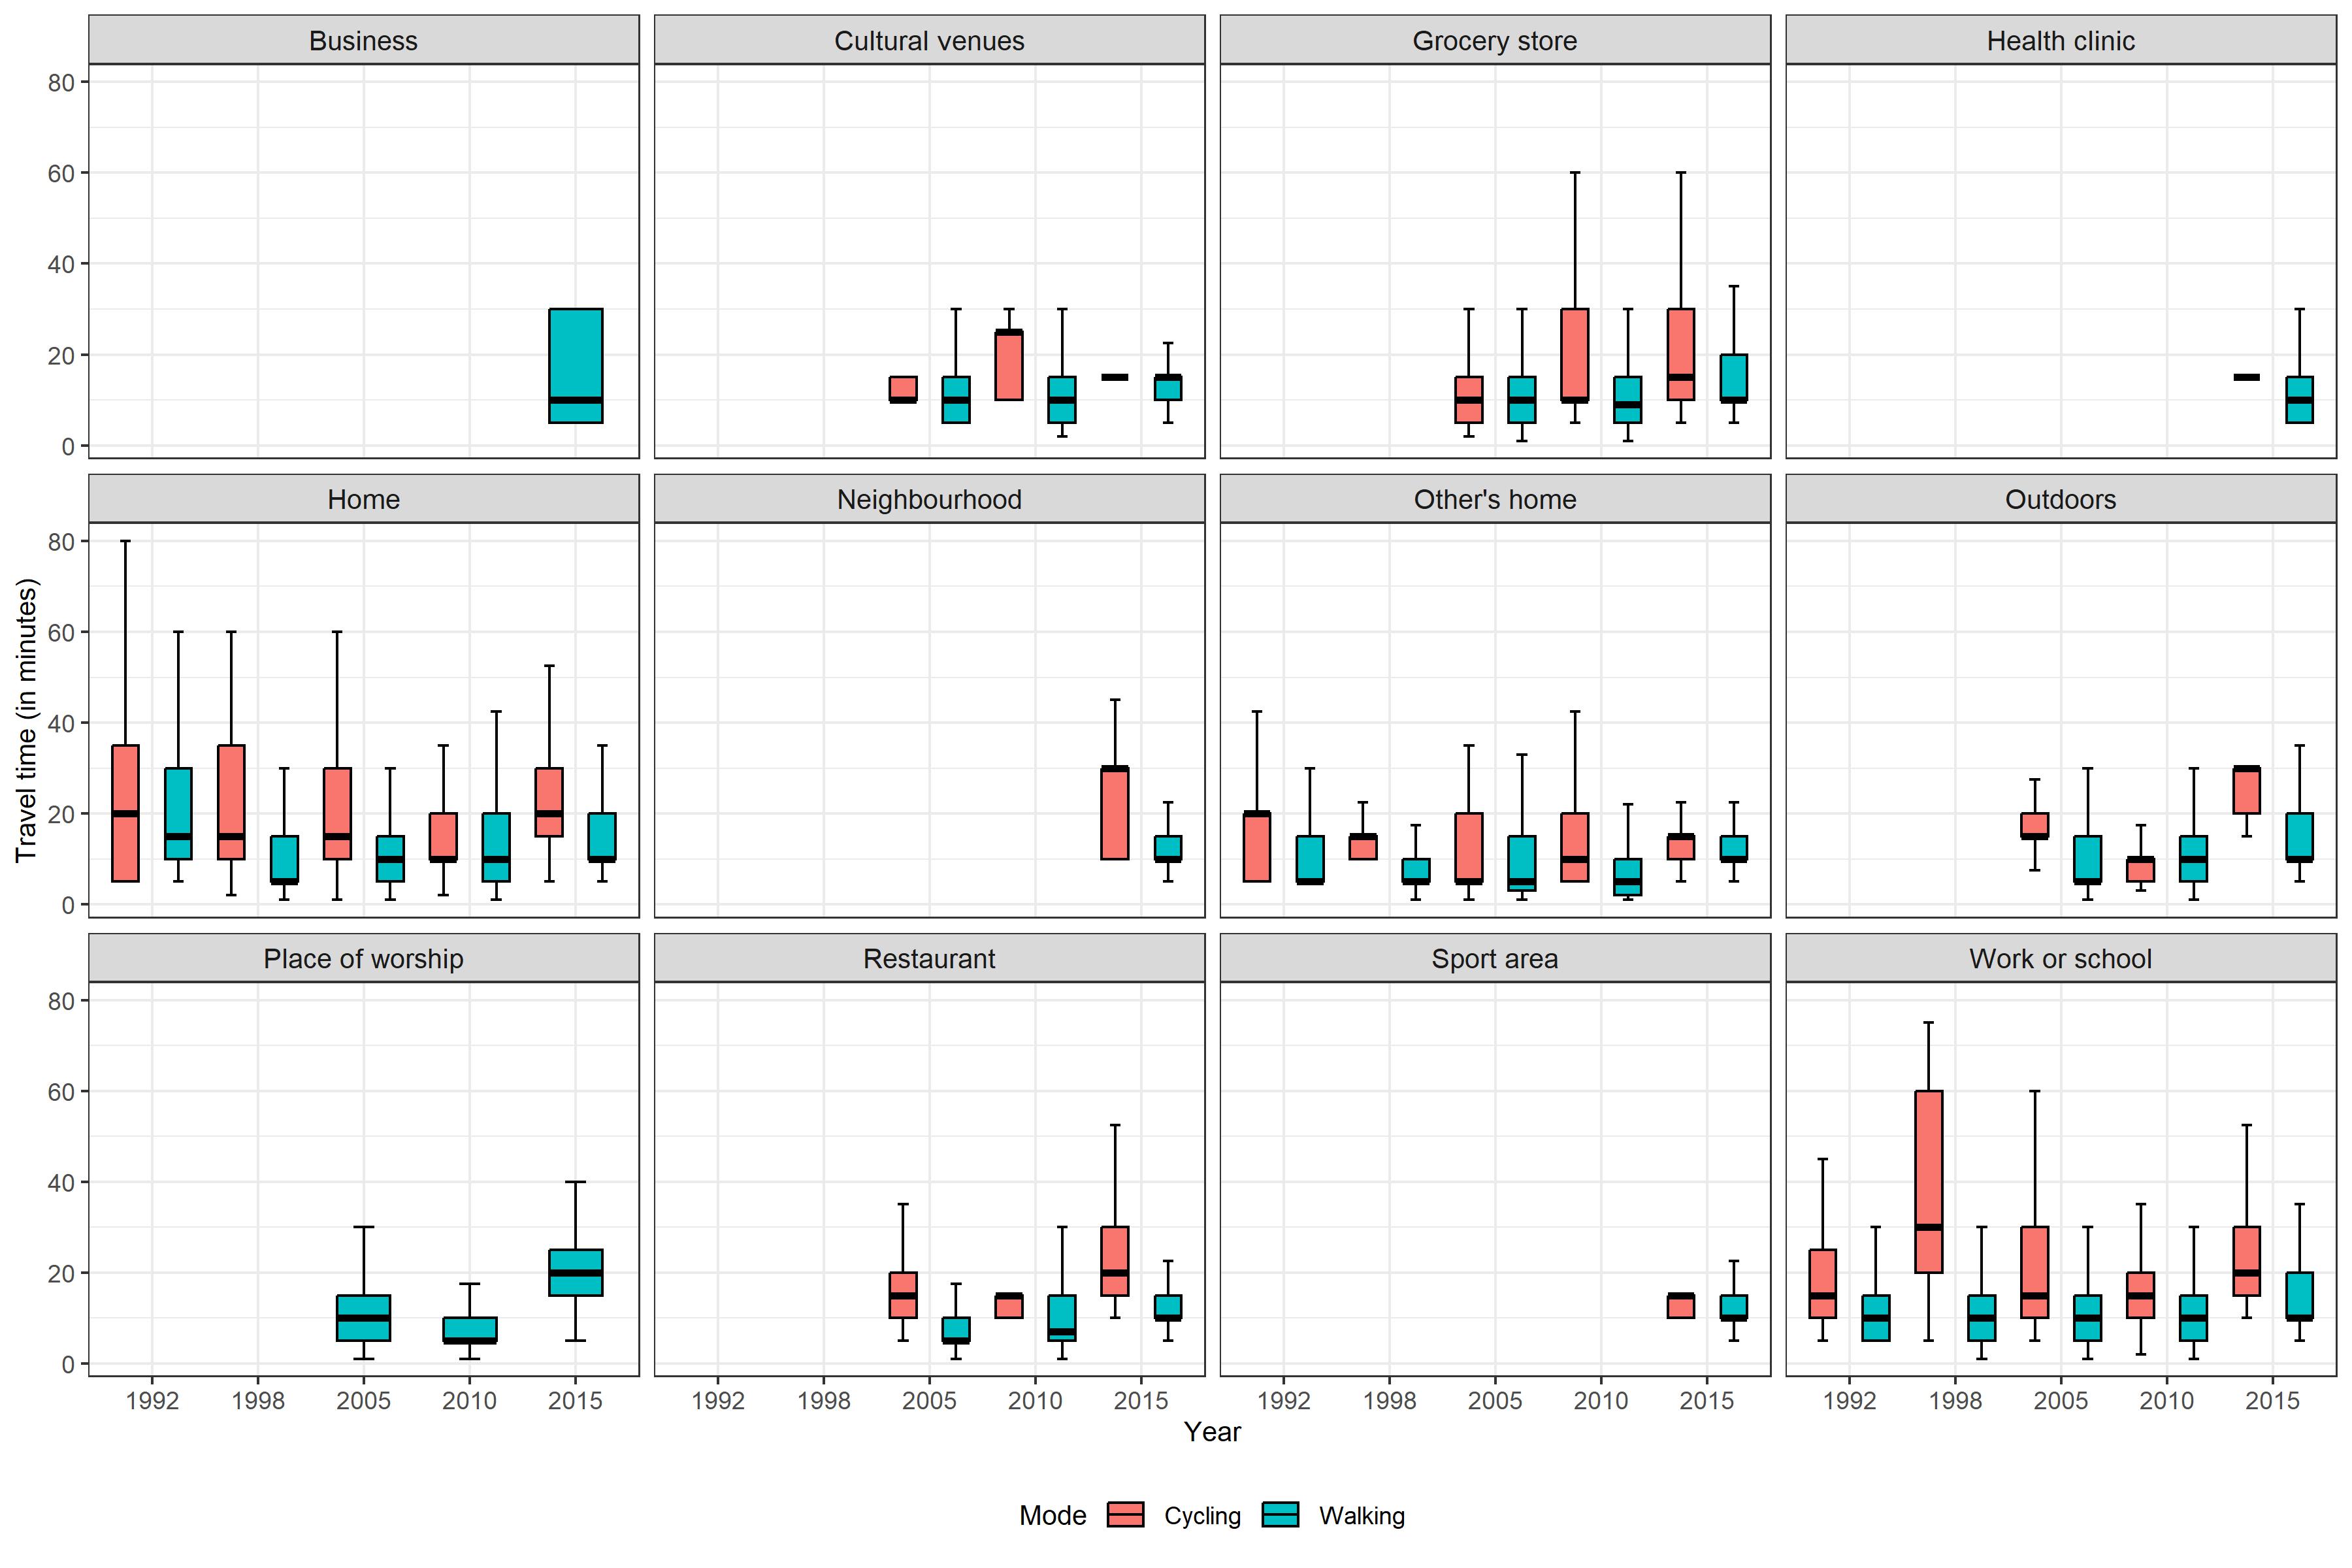 Business Cultural venues Grocery store Health clinic
80
60
40
20
0
Home Neighbourhood Other's home Outdoors
80
60
40
20
0
Travel time (in minutes)
Place of worship Restaurant Sport area Work or school
80
60
40
20
0
1992 1998 2005 2010 2015 1992 1998 2005 2010 2015 1992 1998 2005 2010 2015 1992 1998 2005 2010 2015
Year
Mode Cycling Walking